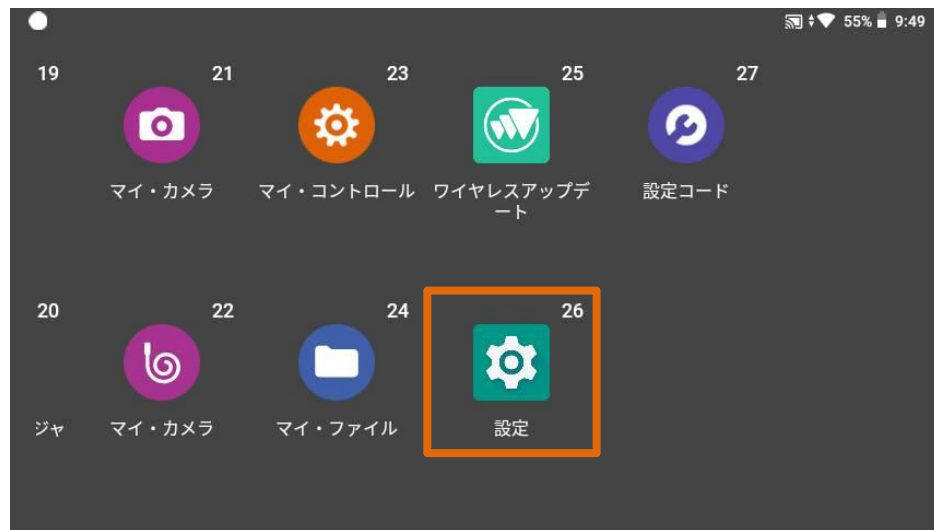 55% 9:49
19 21 23 25 27
マイ・カメラ マイ・コントロール ワイヤレスアップデ 設定コード
ート
20 22 24 26
ジャ マイ・カメラ マイ・ファイル 設定